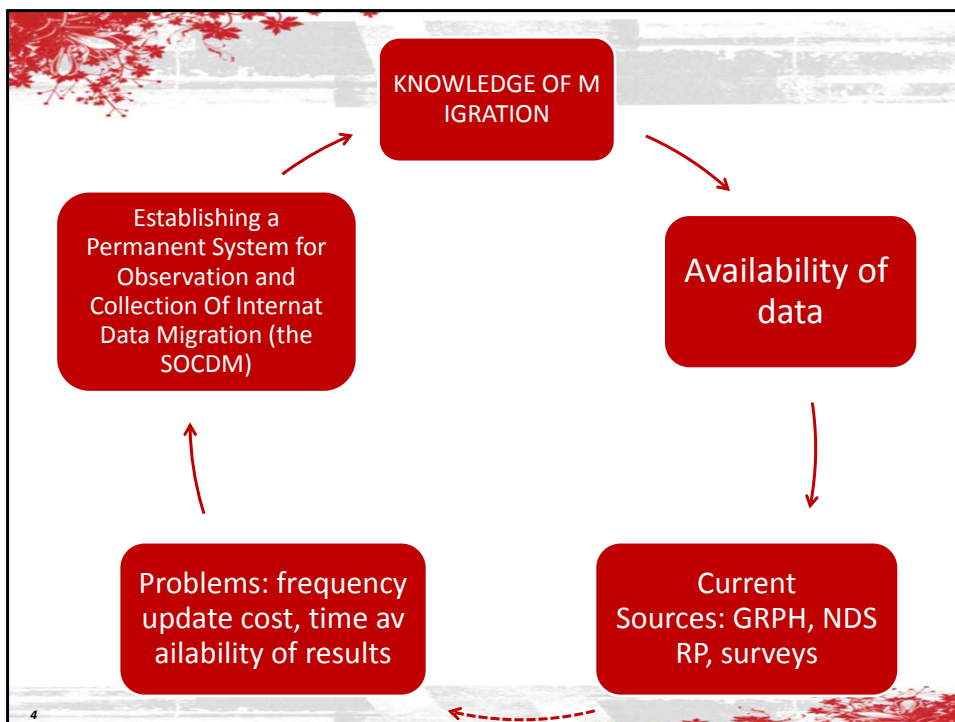 KNOWLEDGE OF M
IGRATION
Availability of
data
Current
Sources: GRPH, NDS
RP, surveys
Problems: frequency
update cost, time av
ailability of results
Establishing a
Permanent System for
Observation and
Collection Of Internat
Data Migration (the
SOCDM)
4